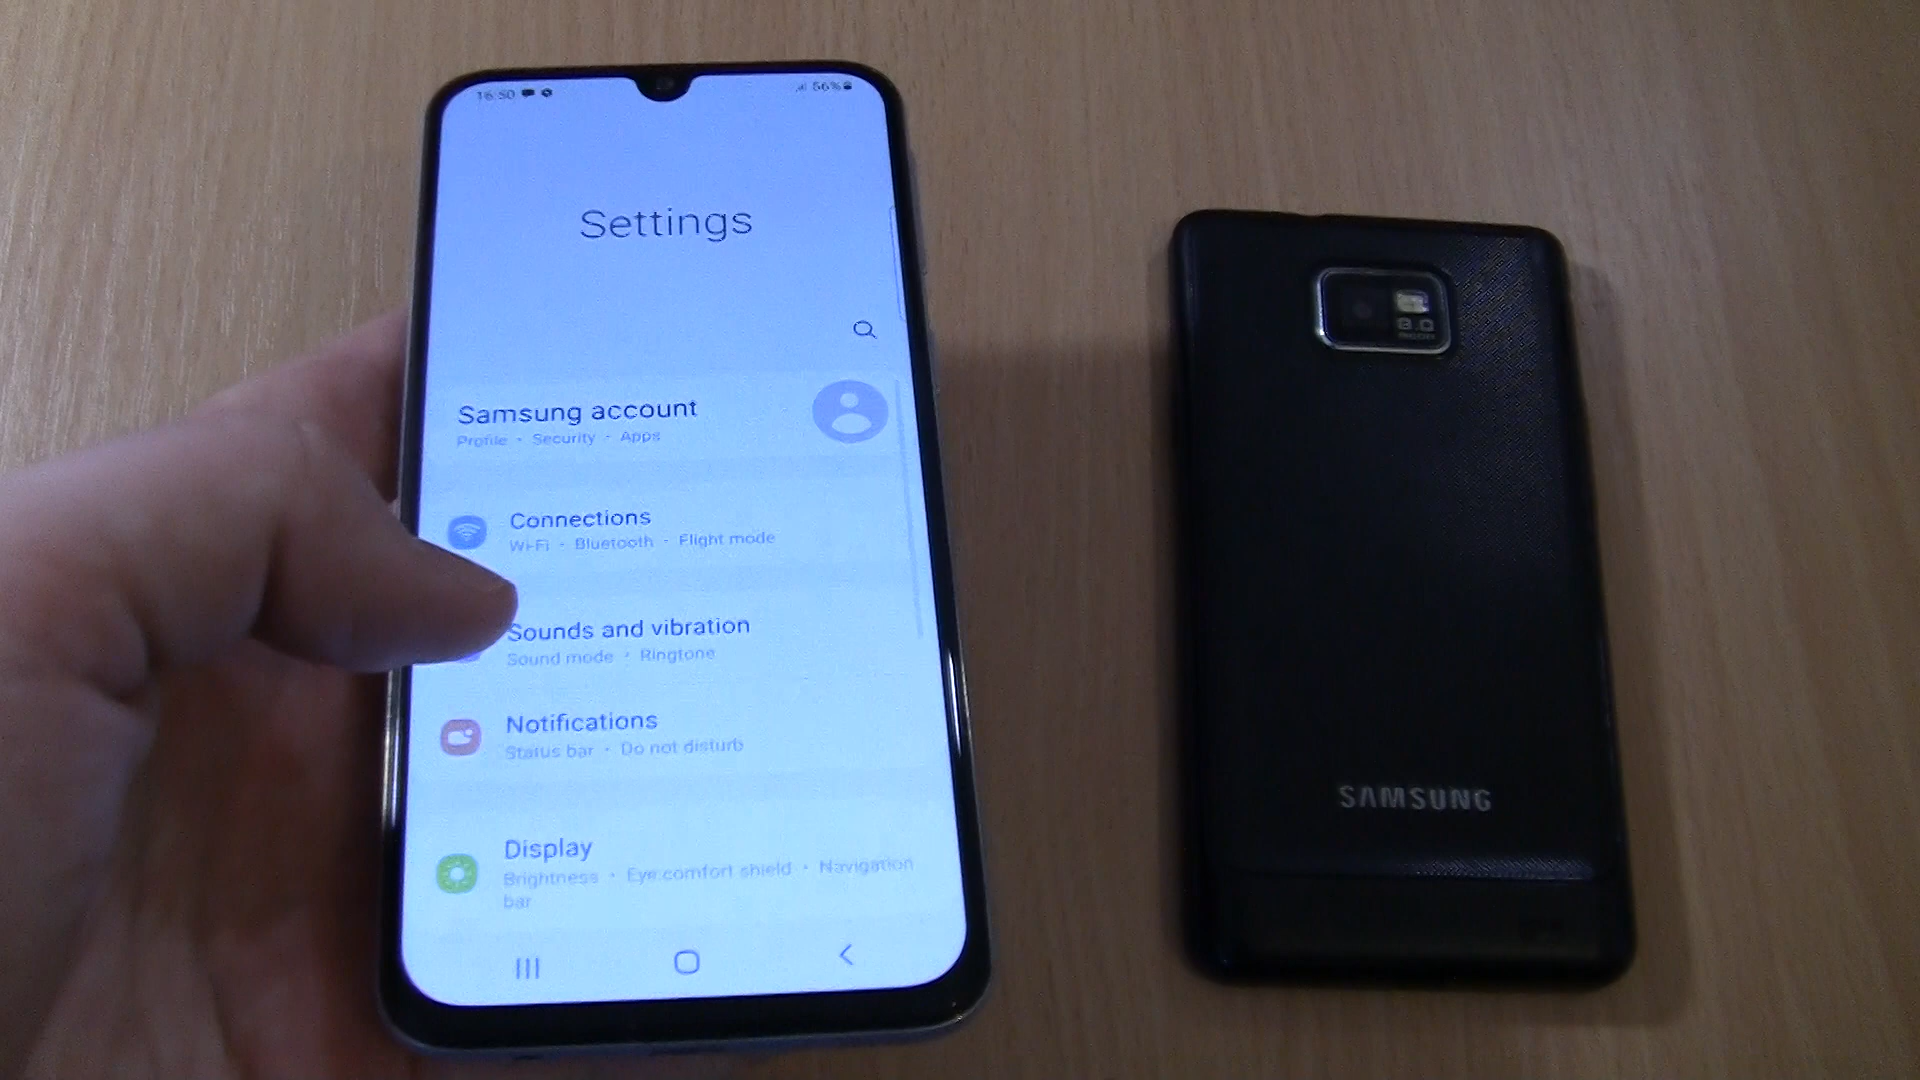 16:50
56%
Settings
Samsung account
Profile • Security • Apps
Connections
Wi-Fi • Bluetooth • Flight mode
Sounds and vibration
Sound mode • Ringtone
Notifications
Status bar • Do not disturb
Display
Brightness • Eye comfort shield • Navigation
bar
8.0
SAMSUNG